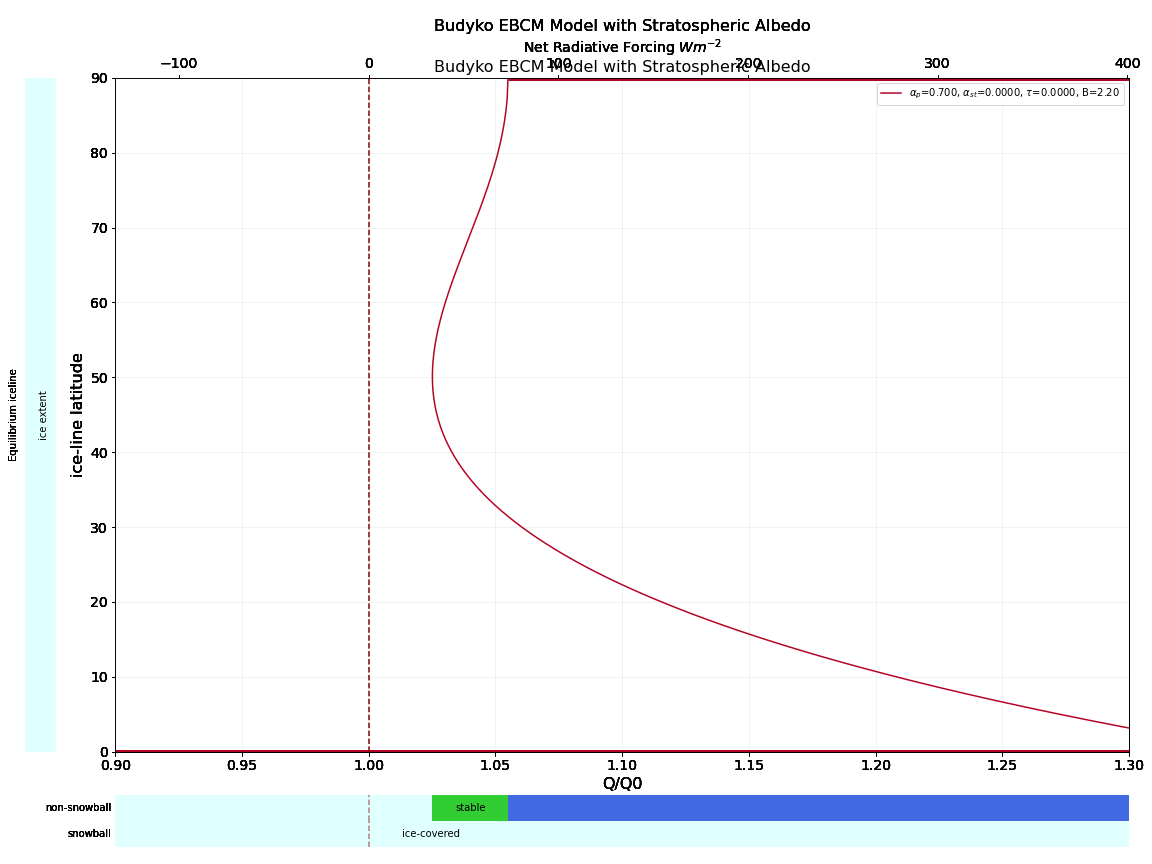 Budyko EBCM Model with Stratospheric Albedo
Net Radiative Forcing Wm⁻²
−100 0 100 200 300 400
Budyko EBCM Model with Stratospheric Albedo
αp=0.700, αst=0.0000, τ=0.0000, B=2.20
90
80
70
60
50
40
30
20
10
0
ice-line latitude
Equilibrium iceline
ice extent
0.90 0.95 1.00 1.05 1.10 1.15 1.20 1.25 1.30
Q/Q0
non-snowball stable
snowball ice-covered